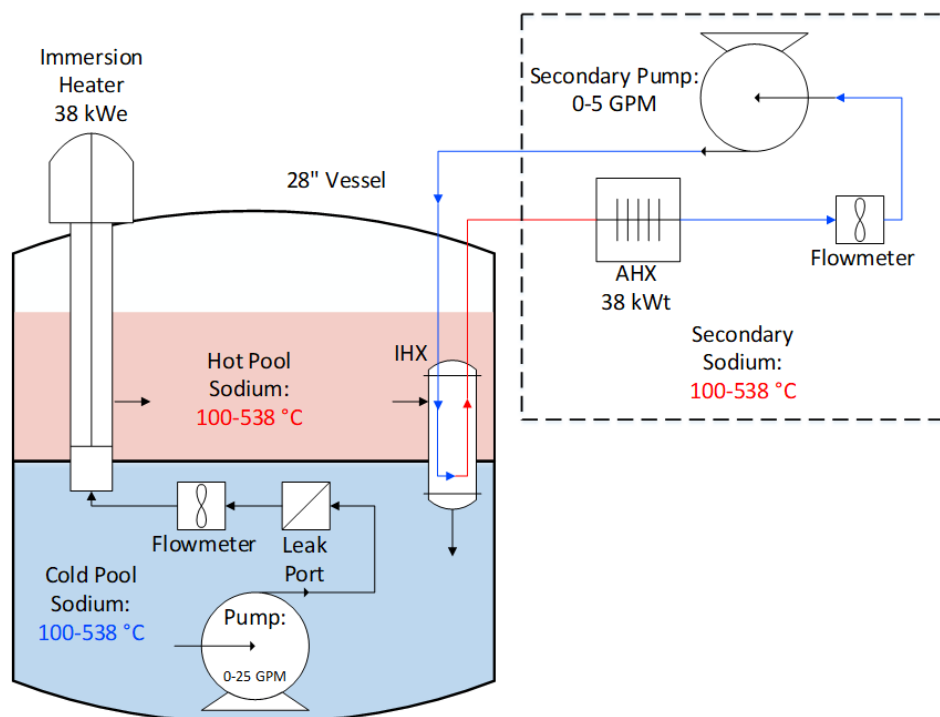 Immersion
Heater
38 kWe
28" Vessel
Secondary Pump:
0-5 GPM
AHX
38 kWt
Flowmeter
Secondary
Sodium:
100-538 °C
Hot Pool
Sodium:
100-538 °C
IHX
Flowmeter
Leak
Port
Cold Pool
Sodium:
100-538 °C
Pump:
0-25 GPM